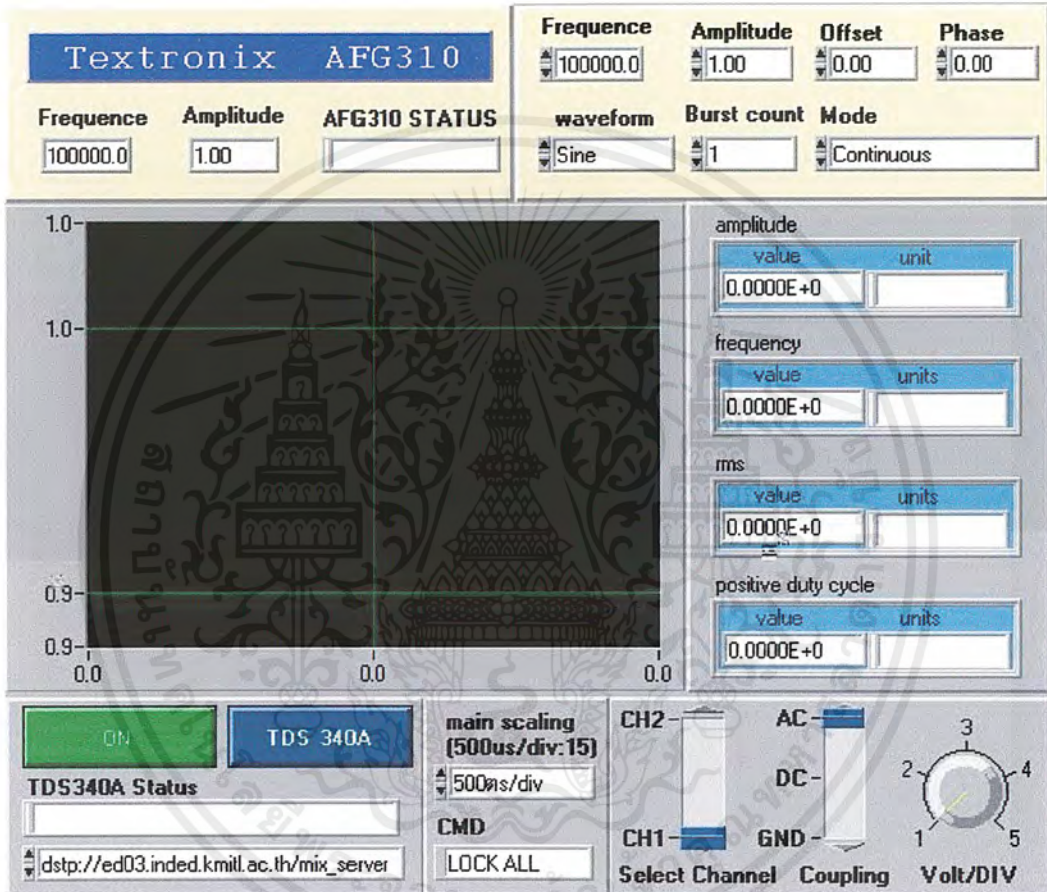 Textronix AFG310
Frequence Amplitude AFG310 STATUS
100000.0 1.00
Frequence Amplitude Offset Phase
100000.0 1.00 0.00 0.00
waveform Burst count Mode
Sine 1 Continuous
1.0
1.0
0.9
0.9
0.0 0.0 0.0
amplitude
value unit
0.0000E+0
frequency
value units
0.0000E+0
rms
value units
0.0000E+0
positive duty cycle
value units
0.0000E+0
ON TDS 340A
TDS340A Status
dstp://ed03.inded.kmitl.ac.th/mix_server
main scaling
(500us/div:15)
500ns/div
CMD
LOCK ALL
CH2
CH1
Select Channel
AC
DC
GND
Coupling
1 2 3 4 5
Volt/DIV